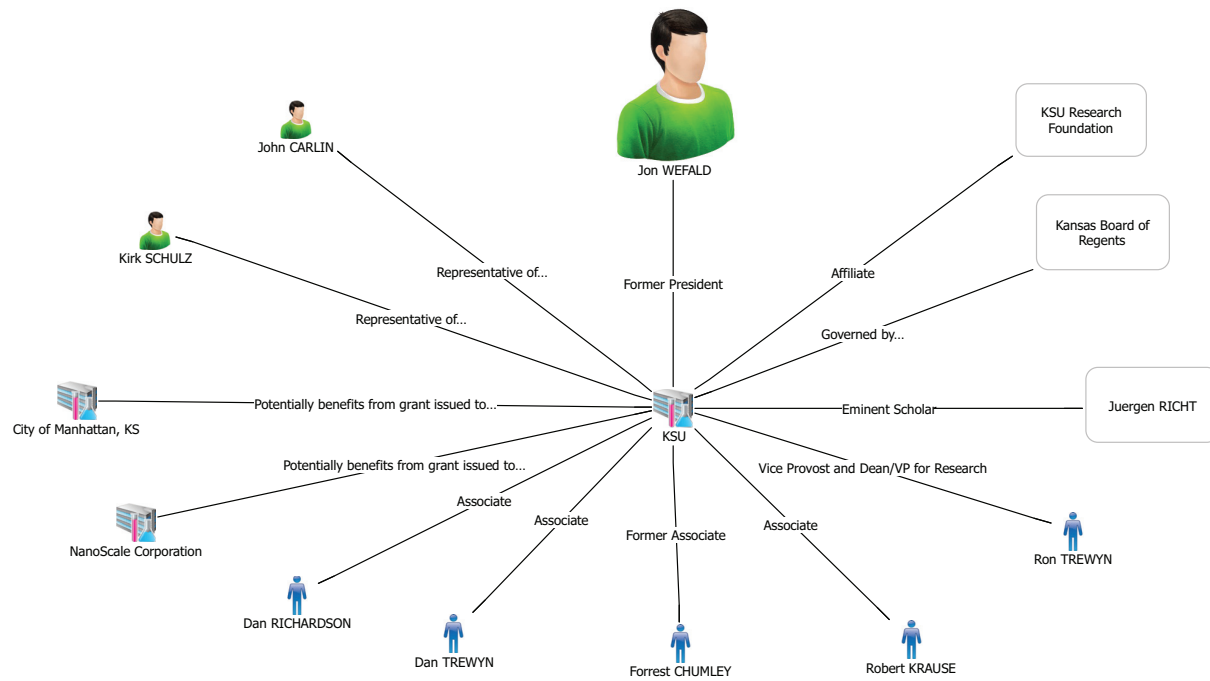 KSU Research
Foundation
John CARLIN
Jon WEFALD
Kansas Board of
Regents
Kirk SCHULZ
Representative of...
Former President
Affiliate
Representative of...
Governed by...
Potentially benefits from grant issued to...
Eminent Scholar
Juergen RICHT
City of Manhattan, KS
KSU
Potentially benefits from grant issued to...
Vice Provost and Dean/VP for Research
Associate
Associate
Former Associate
Associate
NanoScale Corporation
Ron TREWYN
Dan RICHARDSON
Dan TREWYN
Forrest CHUMLEY
Robert KRAUSE